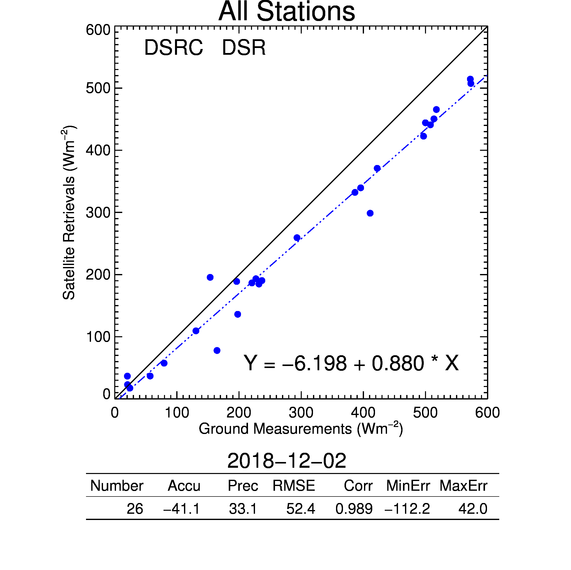 All Stations
DSRC DSR
600
500
400
300
200
100
0
Satellite Retrievals (Wm⁻²)
Y = −6.198 + 0.880 * X
0 100 200 300 400 500 600
Ground Measurements (Wm⁻²)
2018−12−02
Number Accu Prec RMSE Corr MinErr MaxErr
26 −41.1 33.1 52.4 0.989 −112.2 42.0